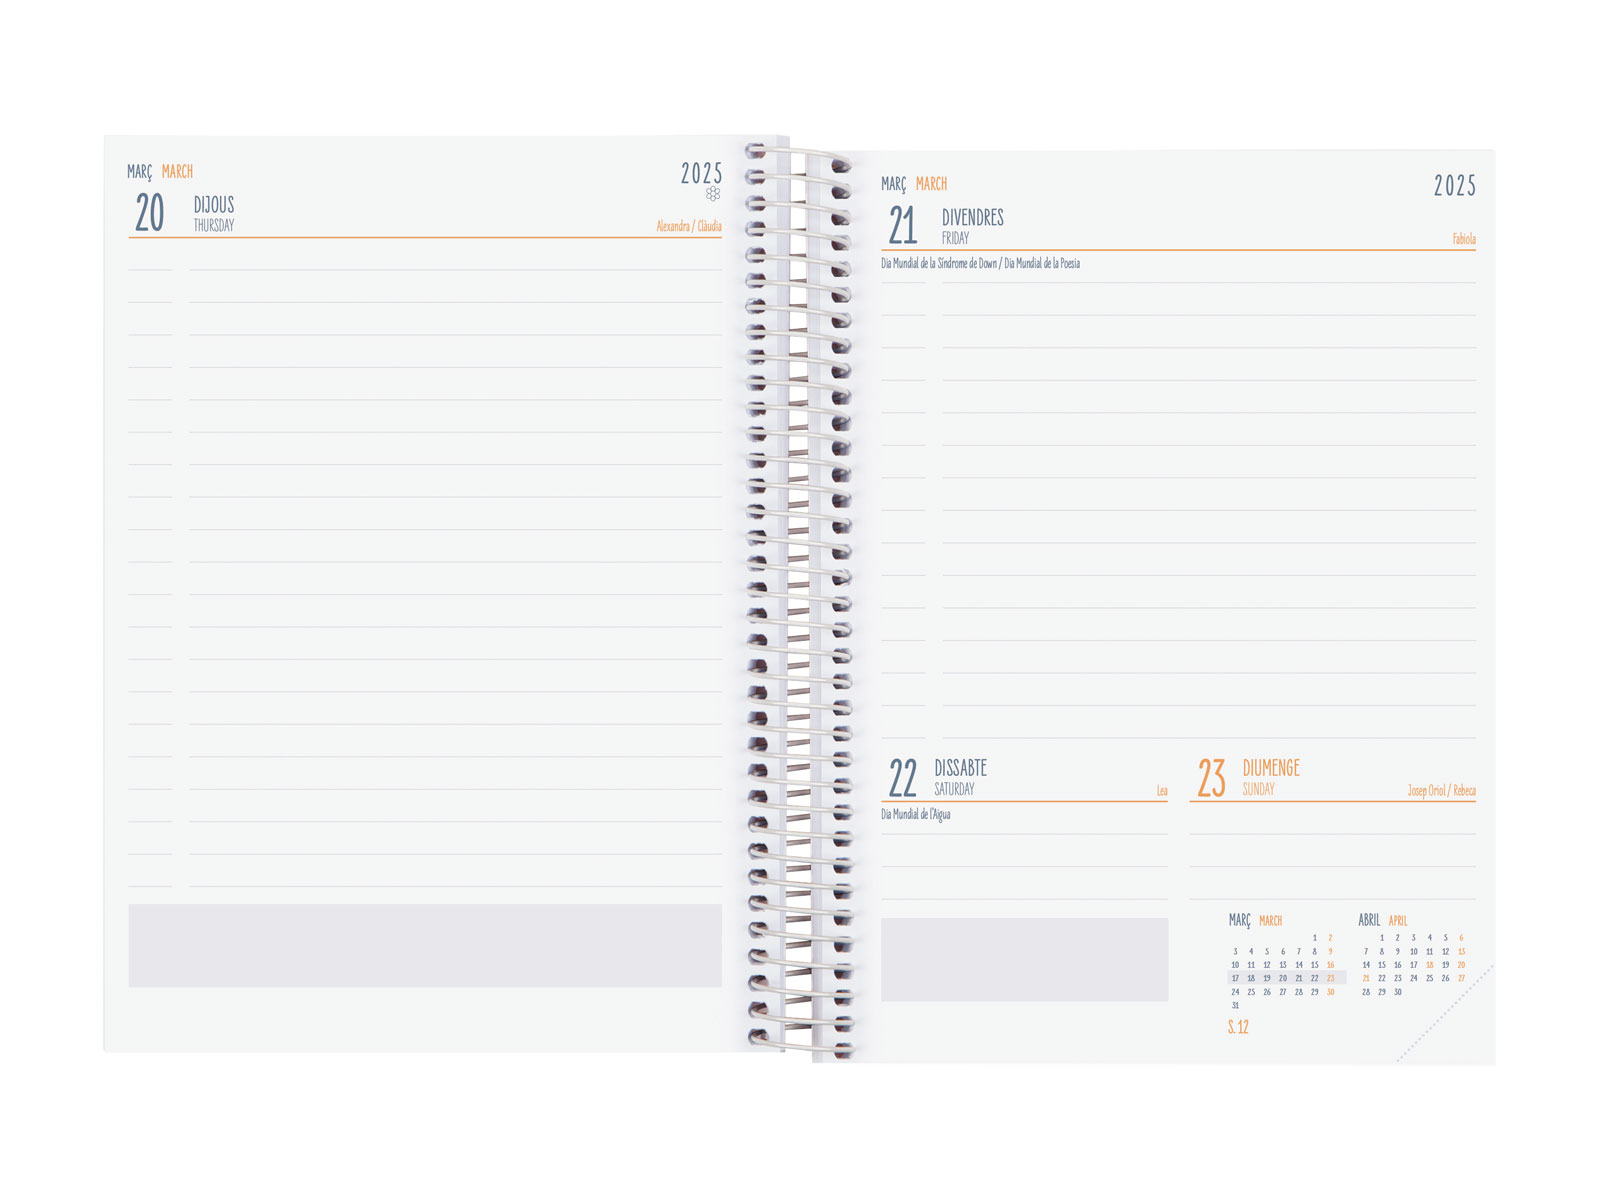 MARÇ MARCH 2025
20 DIJOUS
THURSDAY Alexandra / Clàudia
MARÇ MARCH 2025
21 DIVENDRES
FRIDAY Fabiola
Dia Mundial de la Síndrome de Down / Dia Mundial de la Poesia
22 DISSABTE
SATURDAY Lea
Dia Mundial de l'Aigua
23 DIUMENGE
SUNDAY Josep Oriol / Rebeca
MARÇ MARCH
1 2
3 4 5 6 7 8 9
10 11 12 13 14 15 16
17 18 19 20 21 22 23
24 25 26 27 28 29 30
31
S. 12
ABRIL APRIL
1 2 3 4 5 6
7 8 9 10 11 12 13
14 15 16 17 18 19 20
21 22 23 24 25 26 27
28 29 30